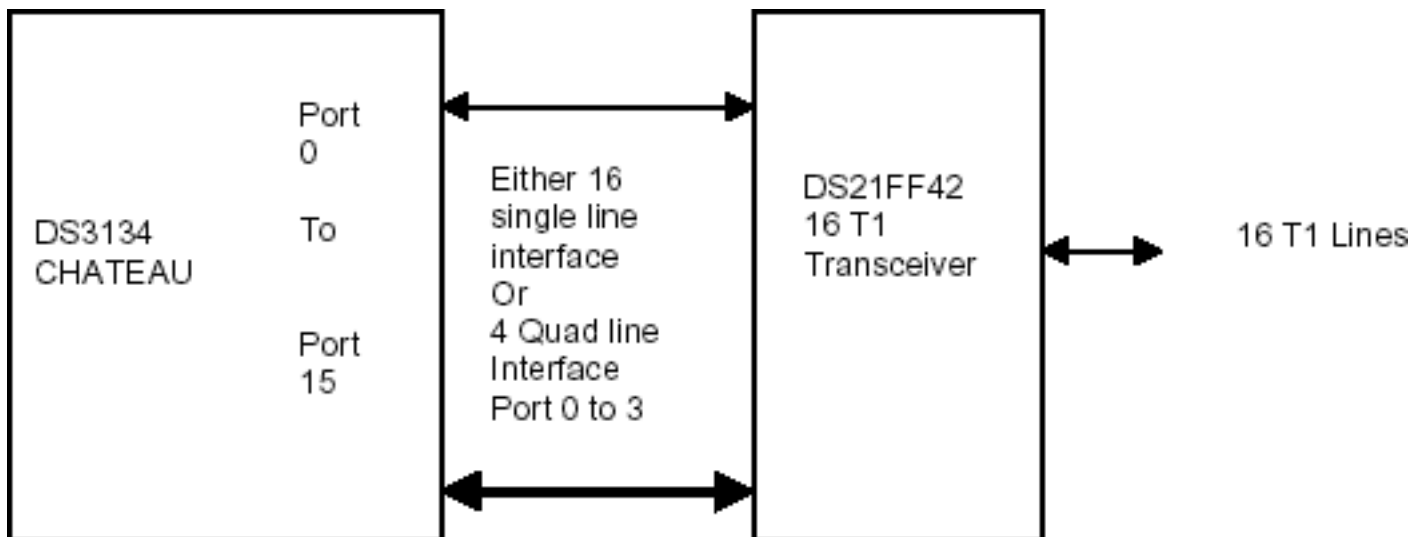 DS3134
CHATEAU
Port
0
To
Port
15
Either 16
single line
interface
Or
4 Quad line
Interface
Port 0 to 3
DS21FF42
16 T1
Transceiver
16 T1 Lines